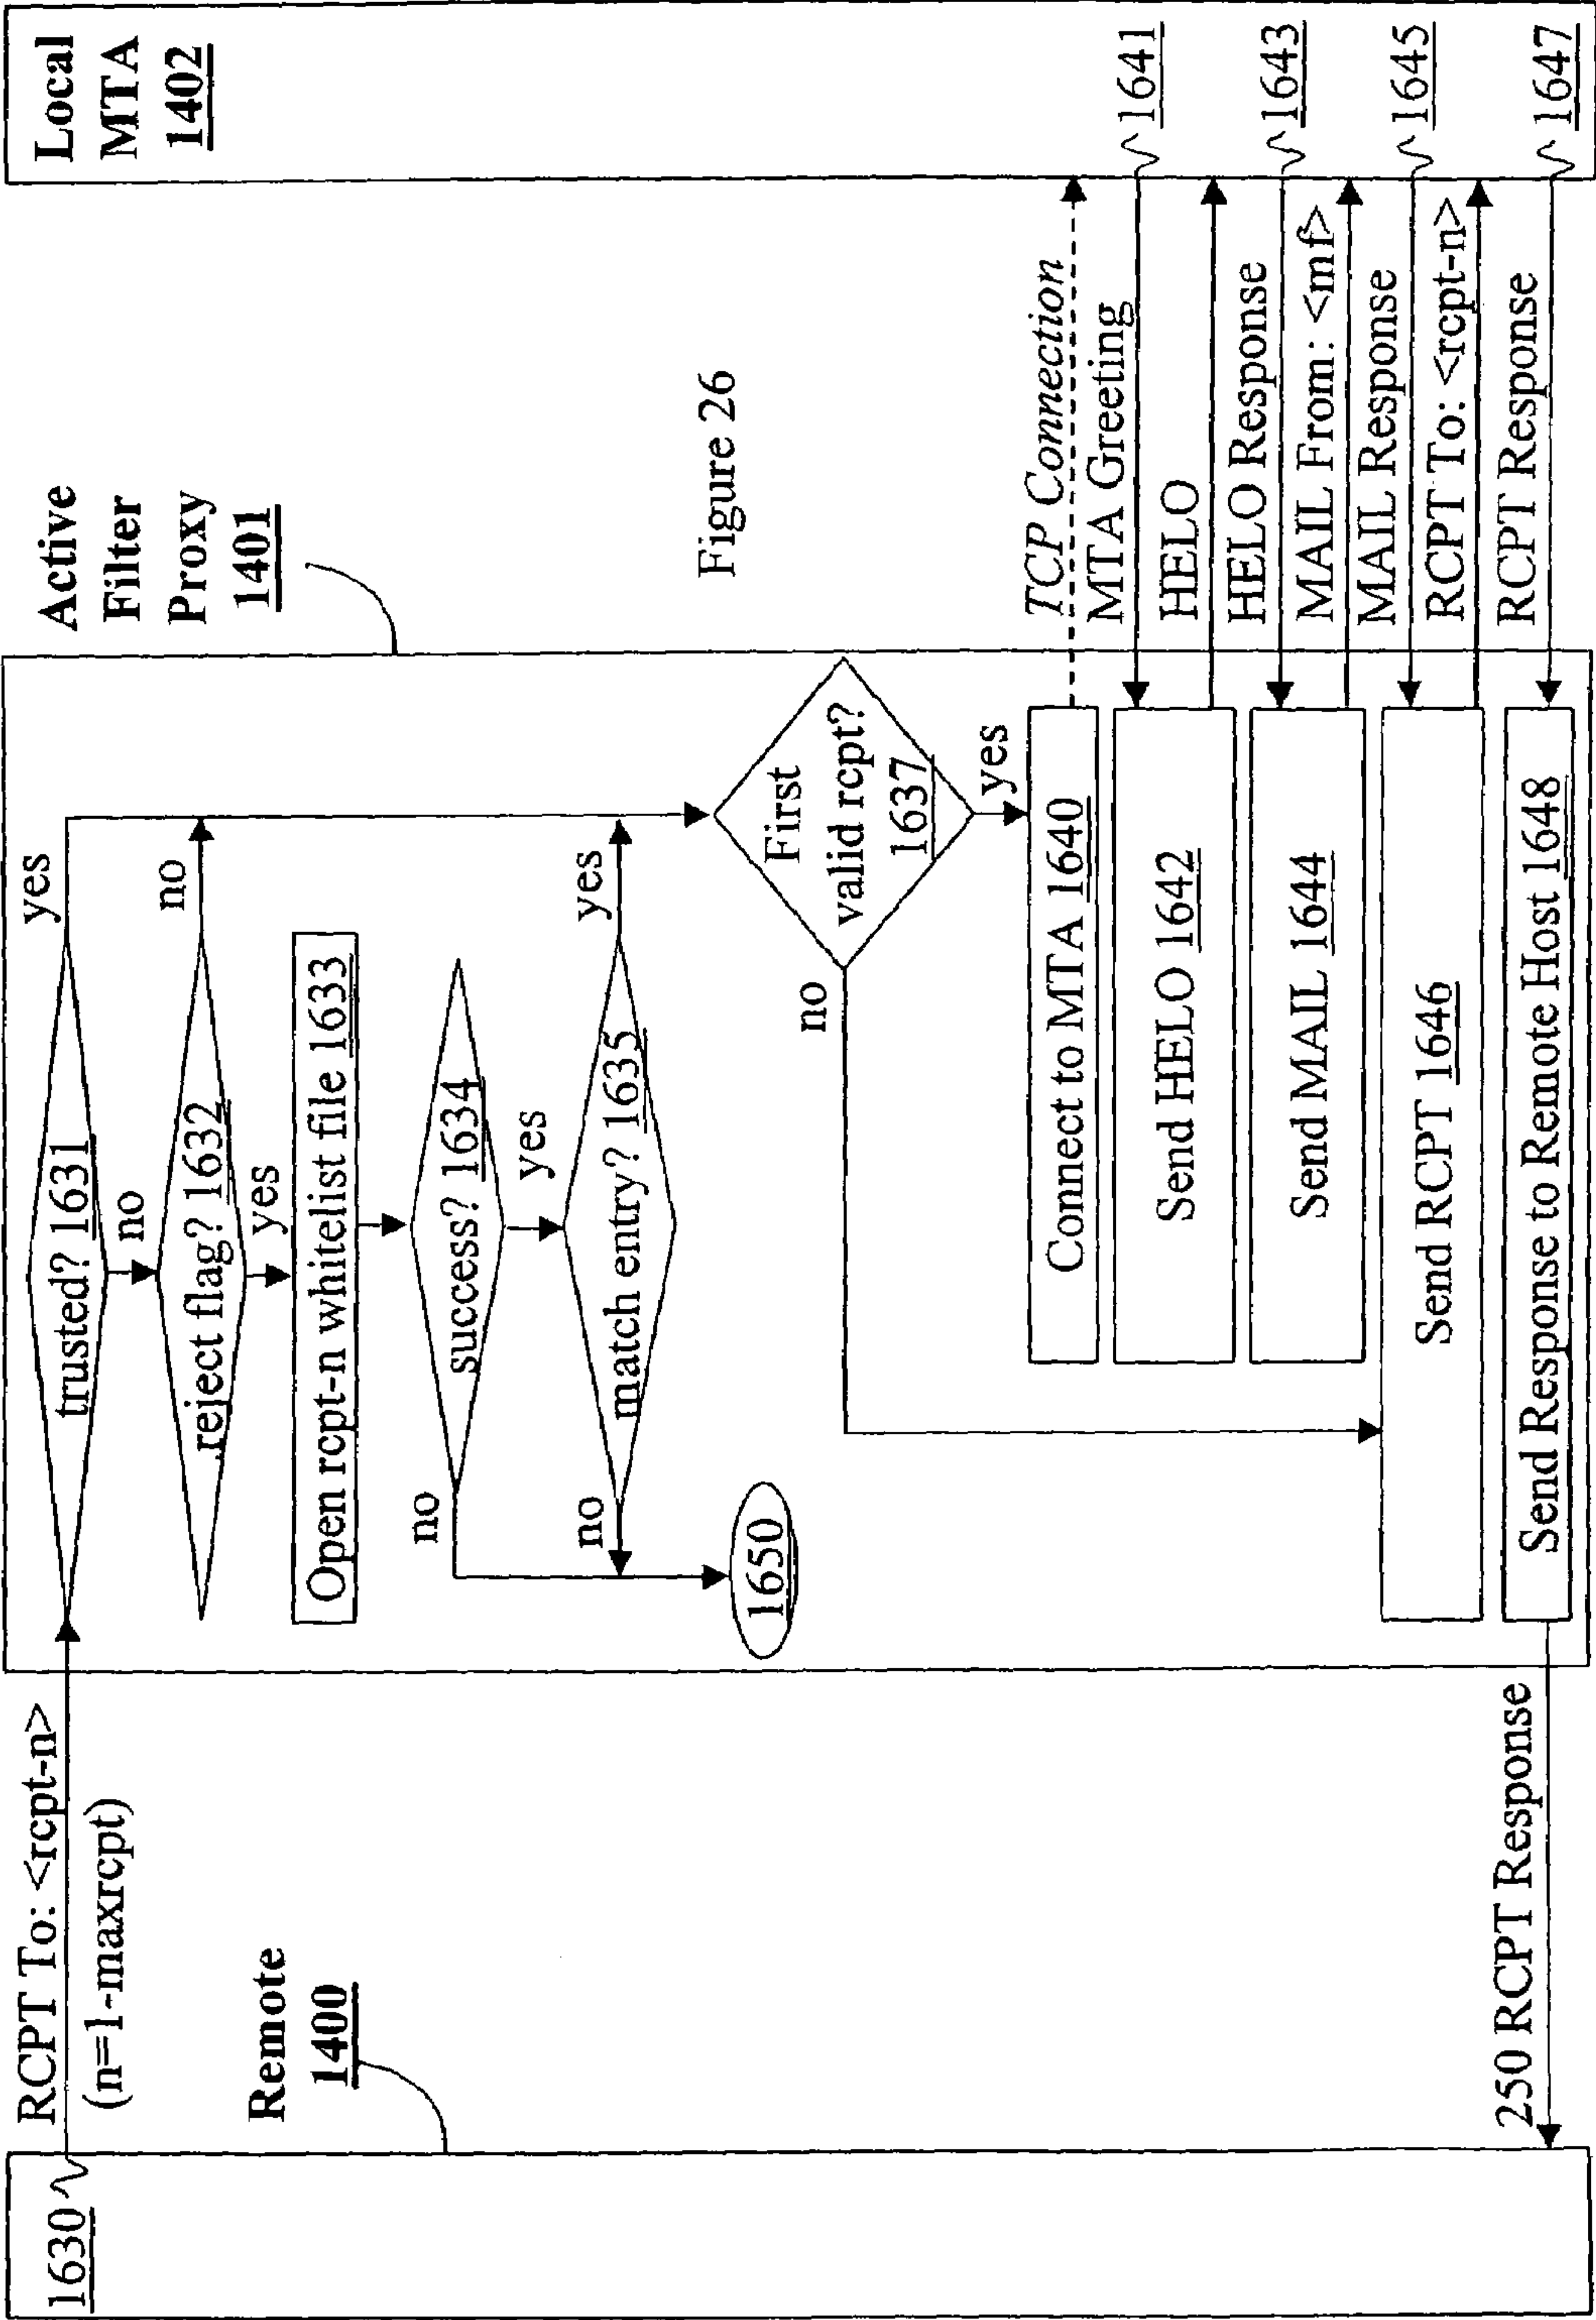 1630
RCPT To: <rcpt-n>
(n=1-maxrcpt)
Remote
1400
250 RCPT Response
Active
Filter
Proxy
1401
trusted? 1631
yes
no
reject flag? 1632
no
yes
Open rcpt-n whitelist file 1633
success? 1634
no
yes
match entry? 1635
no
yes
1650
First
valid rcpt?
1637
no
yes
Connect to MTA 1640
Send HELO 1642
Send MAIL 1644
Send RCPT 1646
Send Response to Remote Host 1648
Figure 26
TCP Connection
MTA Greeting
HELO
HELO Response
MAIL From: <mf>
MAIL Response
RCPT To: <rcpt-n>
RCPT Response
Local
MTA
1402
1641
1643
1645
1647